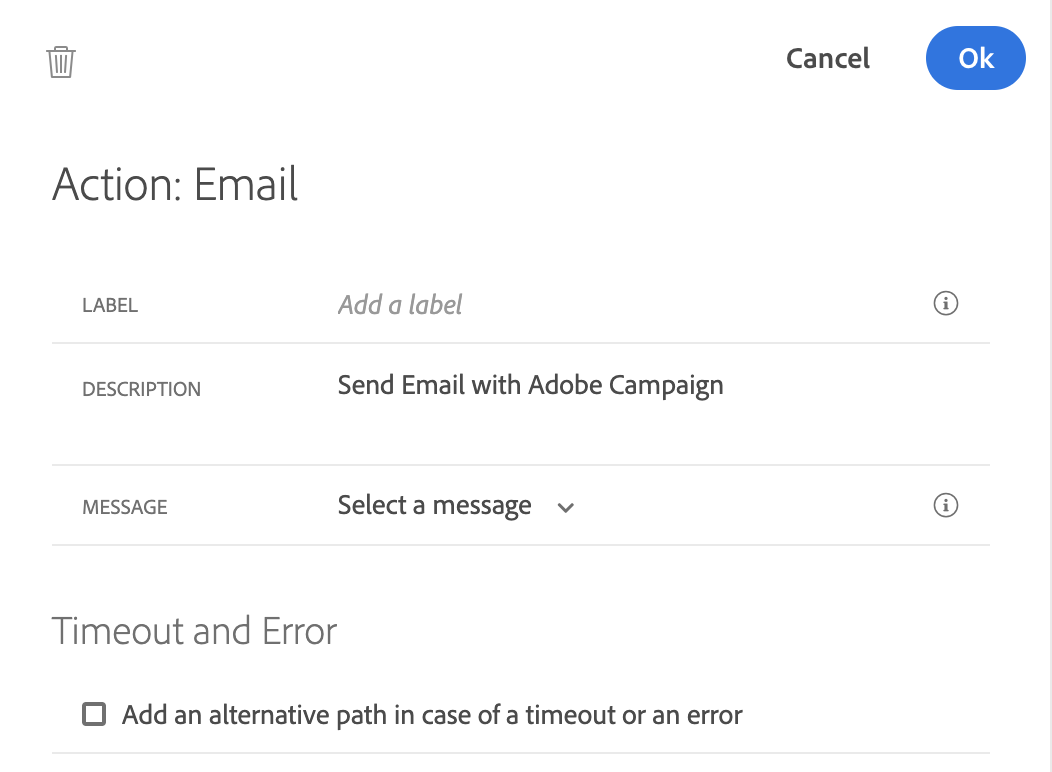 Cancel
Ok
Action: Email
LABEL
Add a label
DESCRIPTION
Send Email with Adobe Campaign
MESSAGE
Select a message
Timeout and Error
Add an alternative path in case of a timeout or an error